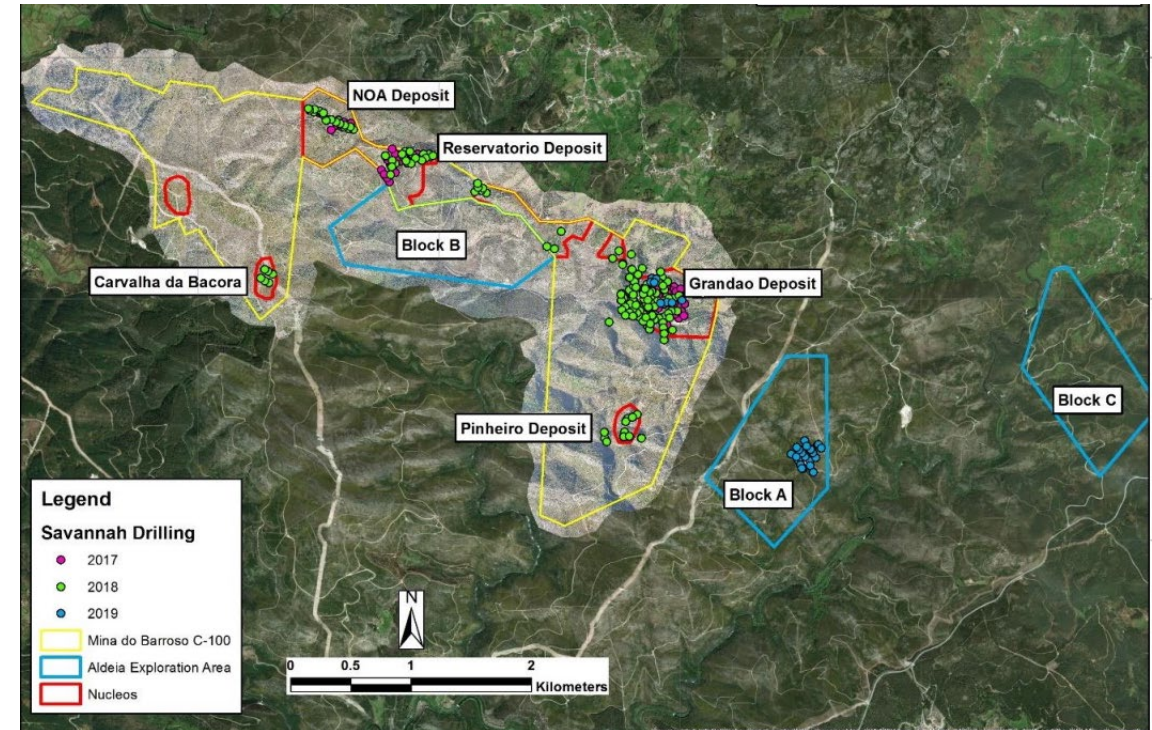 NOA Deposit
Reservatorio Deposit
Block B
Carvalha da Bacora
Grandao Deposit
Block C
Pinheiro Deposit
Block A
Legend
Savannah Drilling
2017
2018
2019
Mina do Barroso C-100
Aldeia Exploration Area
Nucleos
N
0 0.5 1 2
Kilometers